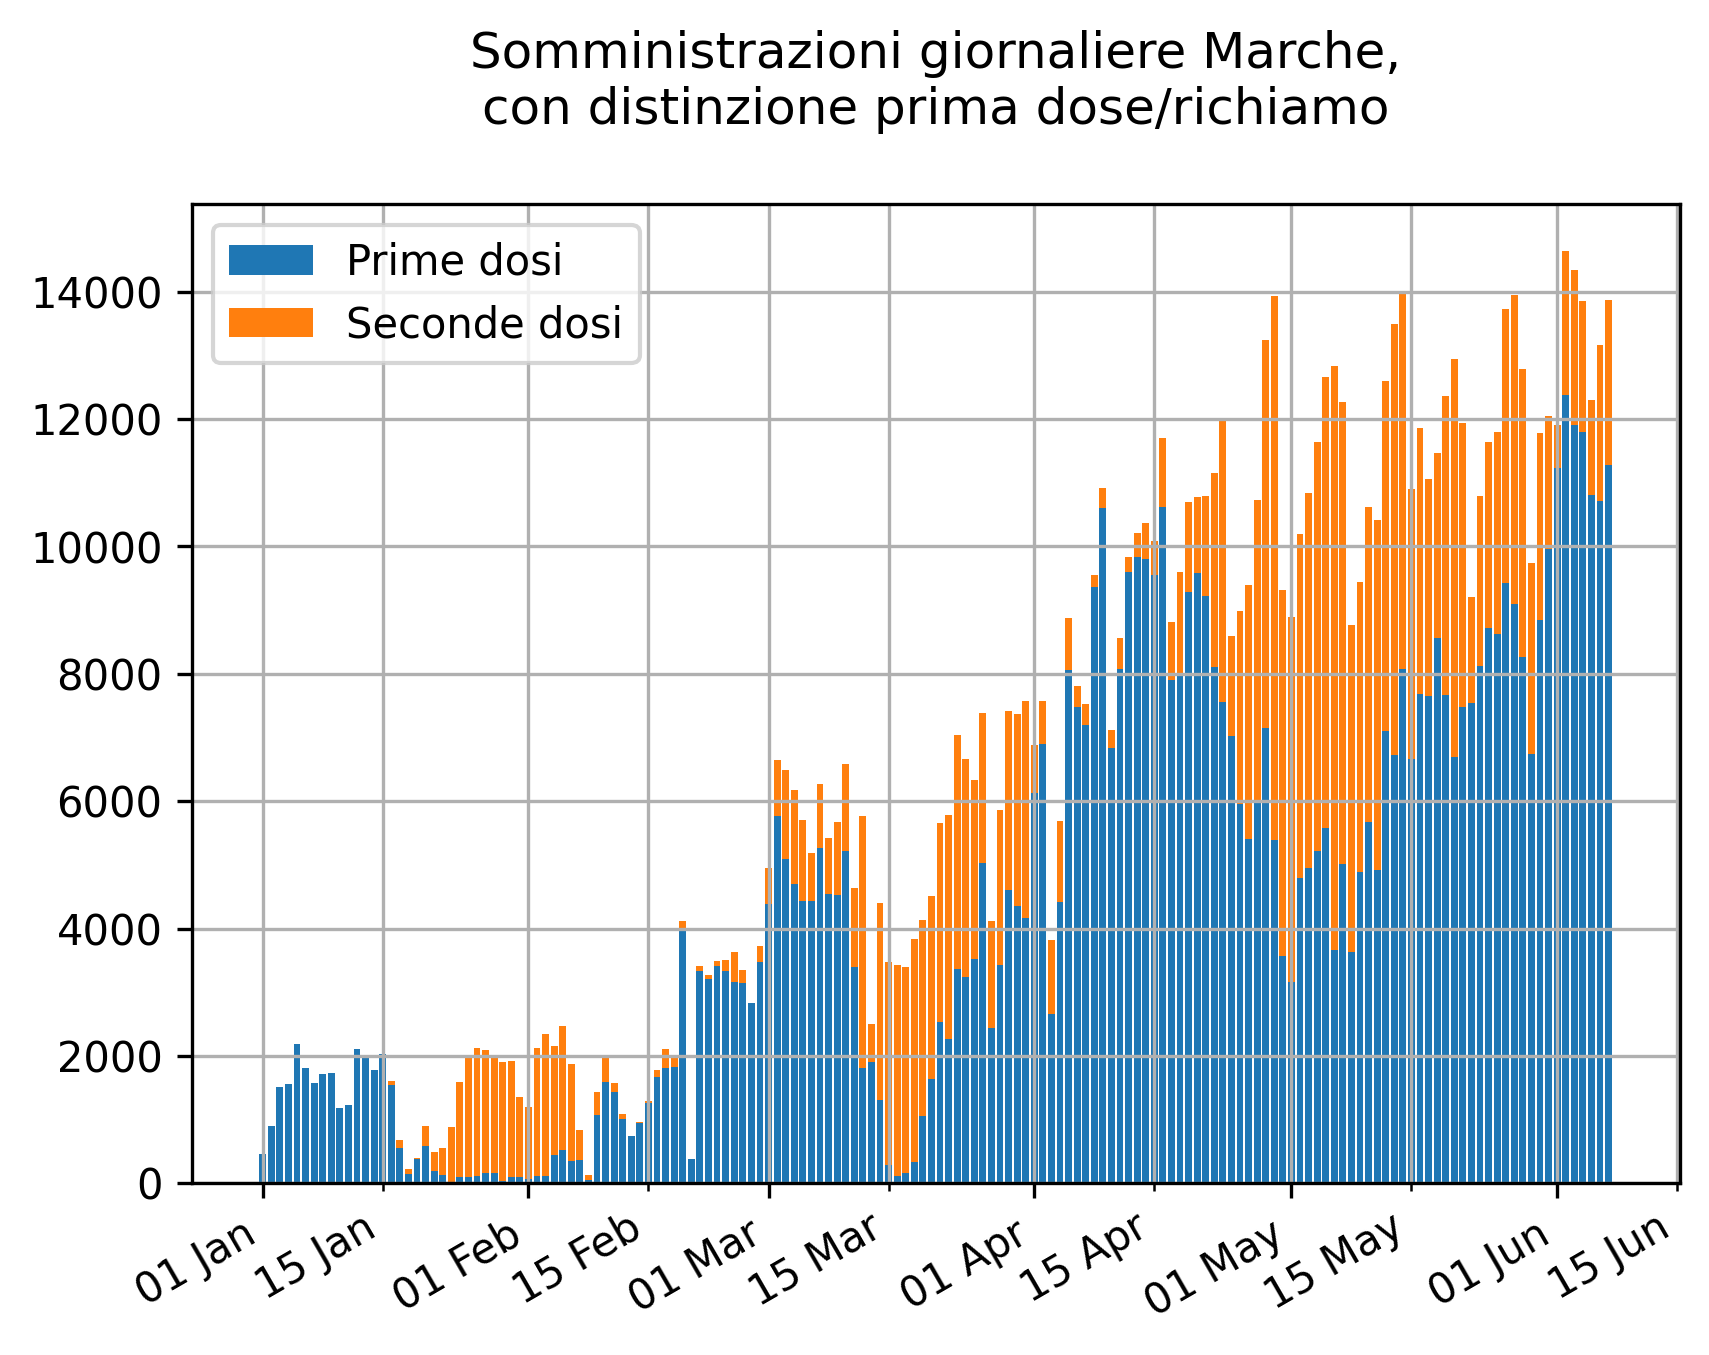 Somministrazioni giornaliere Marche,
con distinzione prima dose/richiamo
Prime dosi
Seconde dosi
14000
12000
10000
8000
6000
4000
2000
0
01 Jan
15 Jan
01 Feb
15 Feb
01 Mar
15 Mar
01 Apr
15 Apr
01 May
15 May
01 Jun
15 Jun